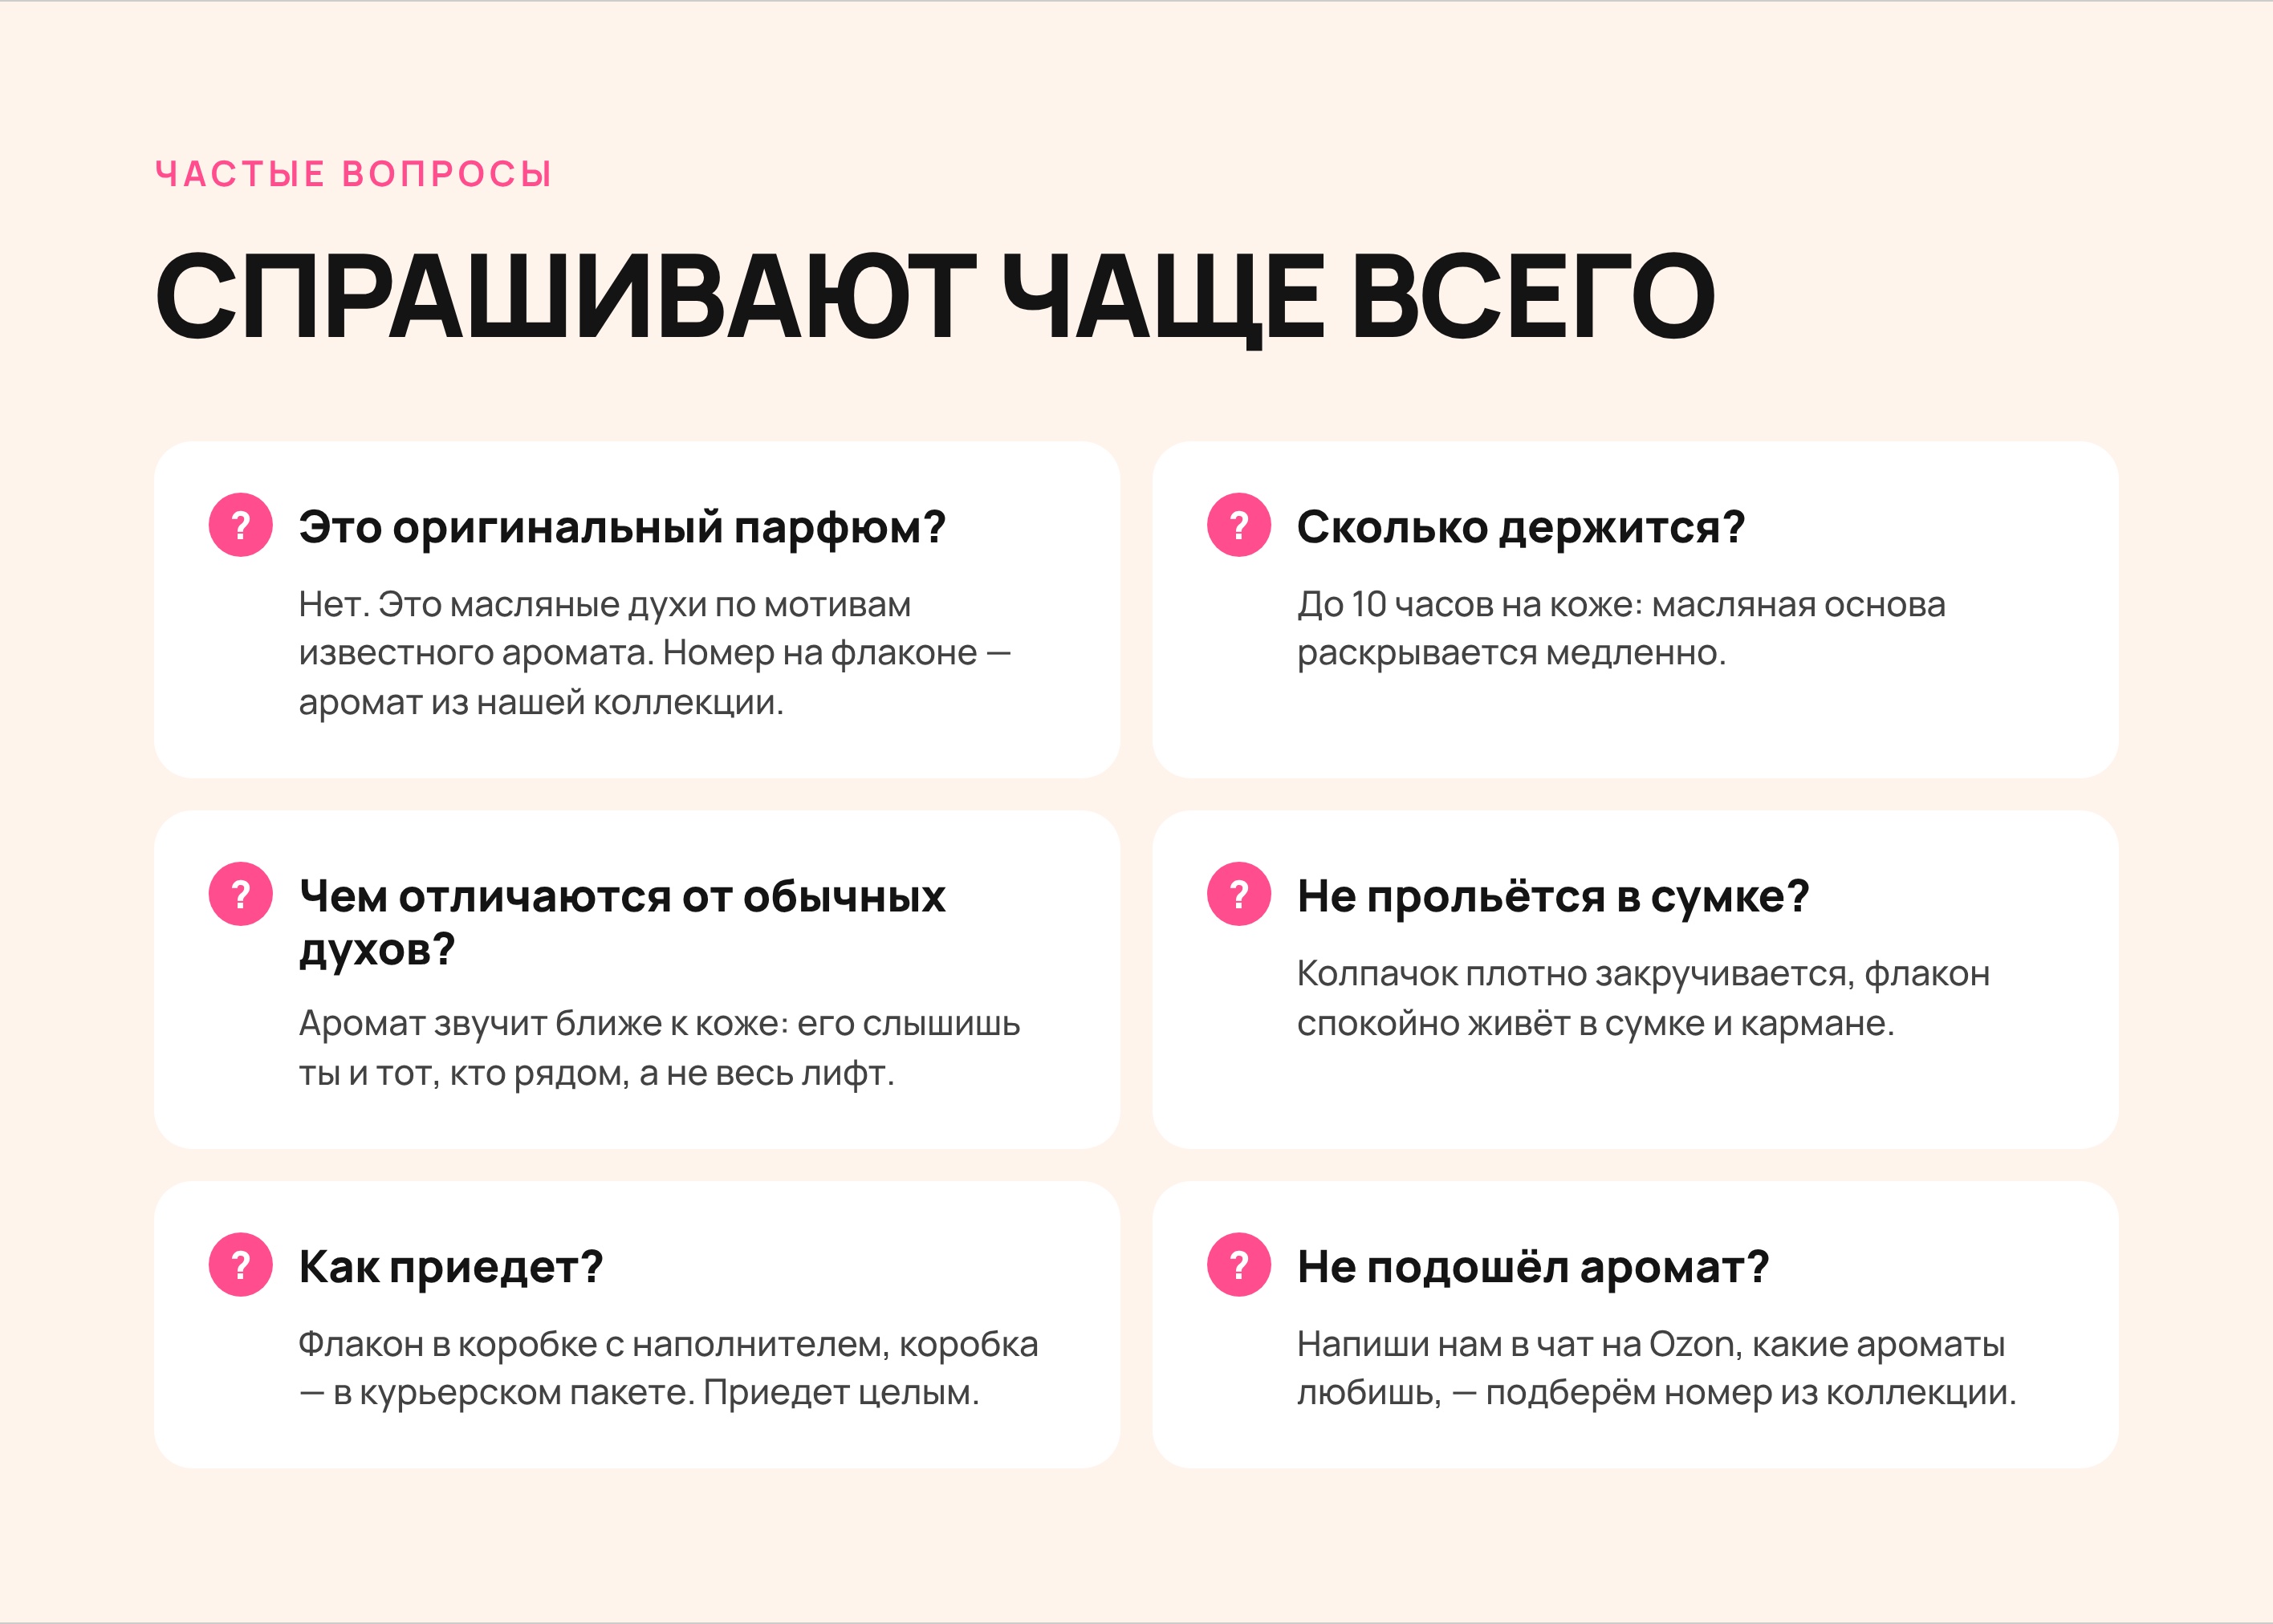 ЧАСТЫЕ ВОПРОСЫ
СПРАШИВАЮТ ЧАЩЕ ВСЕГО
? Это оригинальный парфюм?
Нет. Это масляные духи по мотивам
известного аромата. Номер на флаконе —
аромат из нашей коллекции.
? Сколько держится?
До 10 часов на коже: масляная основа
раскрывается медленно.
? Чем отличаются от обычных
духов?
Аромат звучит ближе к коже: его слышишь
ты и тот, кто рядом, а не весь лифт.
? Не прольётся в сумке?
Колпачок плотно закручивается, флакон
спокойно живёт в сумке и кармане.
? Как приедет?
Флакон в коробке с наполнителем, коробка
— в курьерском пакете. Приедет целым.
? Не подошёл аромат?
Напиши нам в чат на Ozon, какие ароматы
любишь, — подберём номер из коллекции.